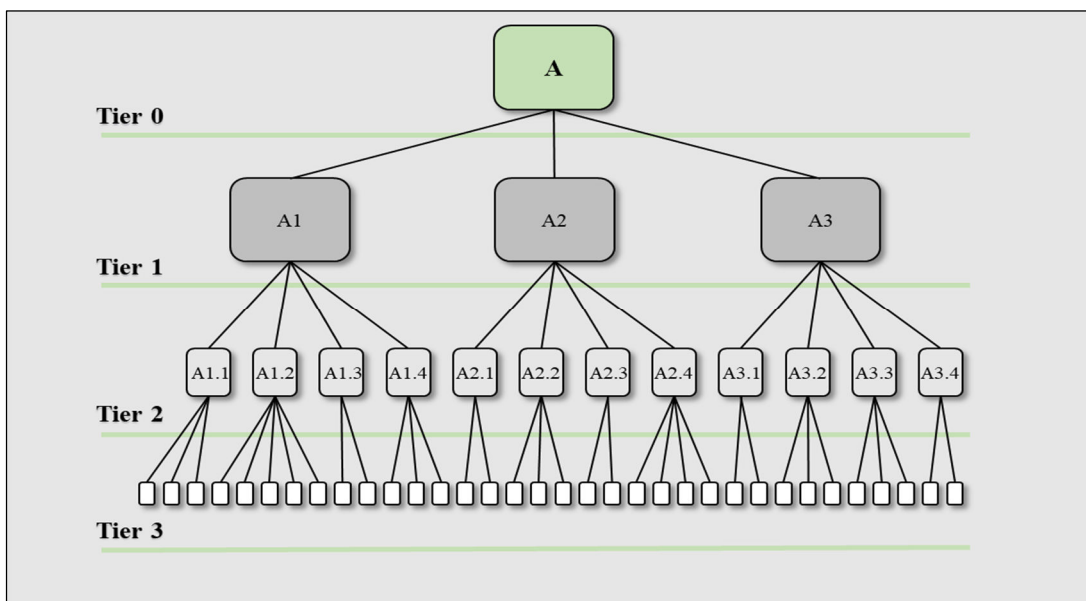 A
Tier 0
A1 A2 A3
Tier 1
A1.1 A1.2 A1.3 A1.4 A2.1 A2.2 A2.3 A2.4 A3.1 A3.2 A3.3 A3.4
Tier 2
Tier 3